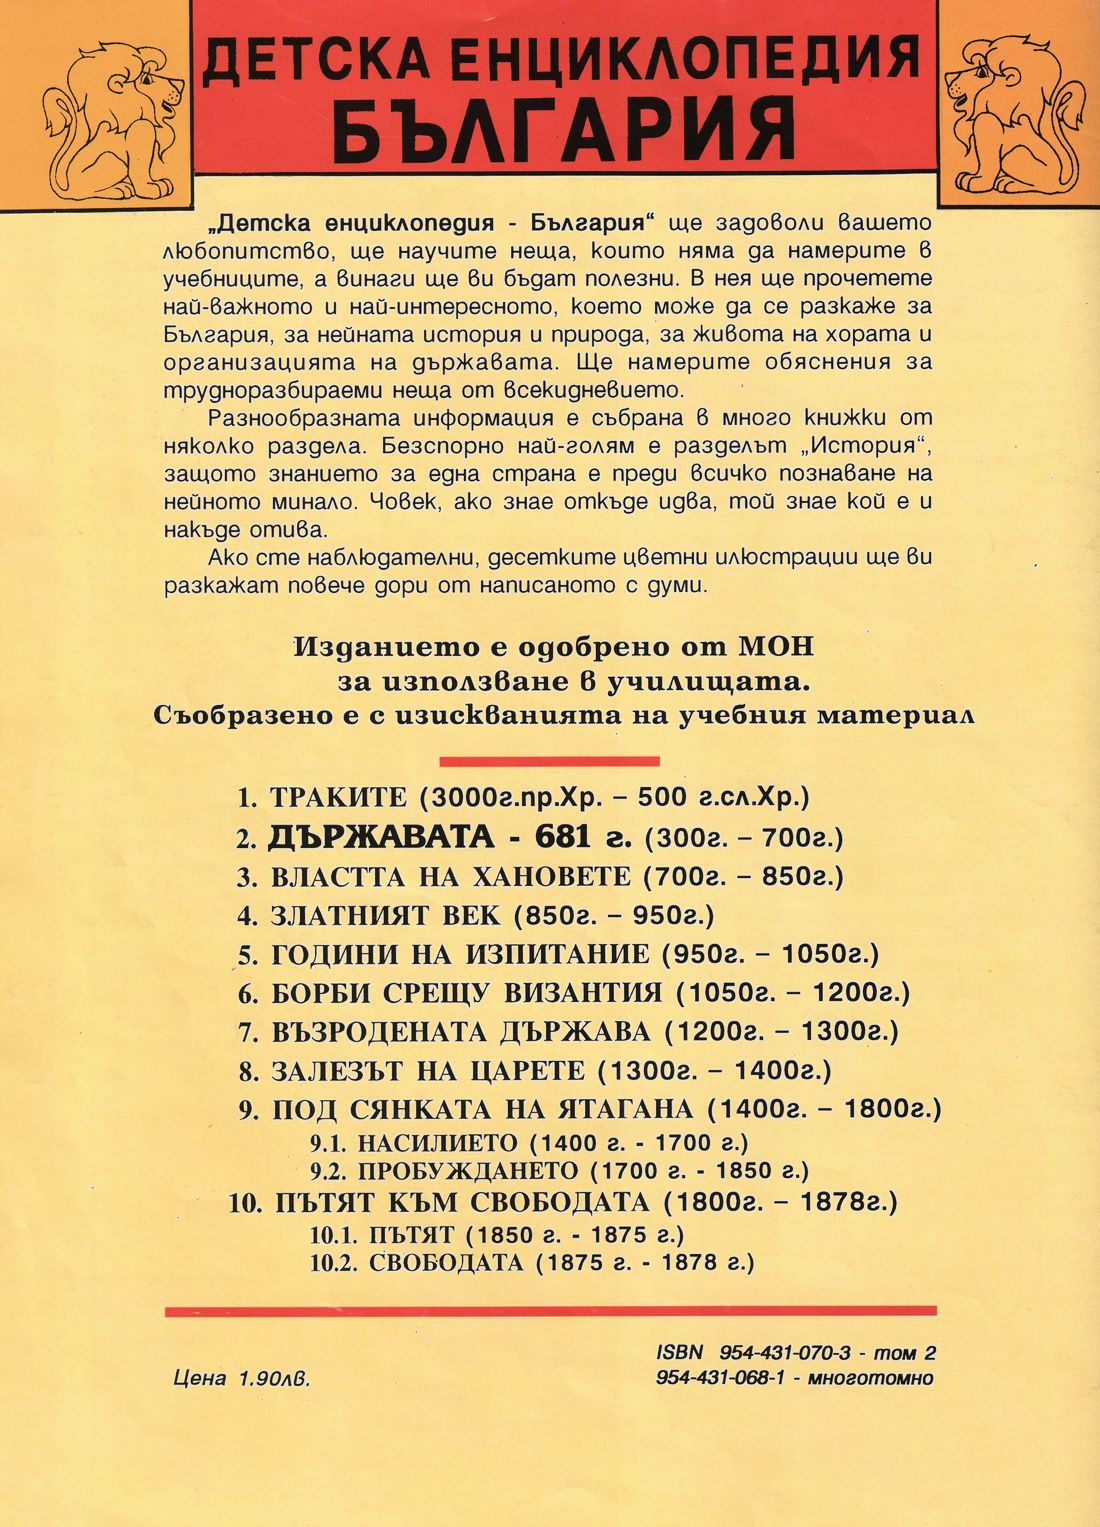 ДЕТСКА ЕНЦИКЛОПЕДИЯ
БЪЛГАРИЯ
„Детска енциклопедия - България“ ще задоволи вашето
любопитство, ще научите неща, които няма да намерите в
учебниците, а винаги ще ви бъдат полезни. В нея ще прочетете
най-важното и най-интересното, което може да се разкаже за
България, за нейната история и природа, за живота на хората и
организацията на държавата. Ще намерите обяснения за
трудноразбираеми неща от всекидневието.
Разнообразната информация е събрана в много книжки от
няколко раздела. Безспорно най-голям е разделът „История“,
защото знанието за една страна е преди всичко познаване на
нейното минало. Човек, ако знае откъде идва, той знае кой е и
накъде отива.
Ако сте наблюдателни, десетките цветни илюстрации ще ви
разкажат повече дори от написаното с думи.
Изданието е одобрено от МОН
за използване в училищата.
Съобразено е с изискванията на учебния материал
1. ТРАКИТЕ (3000г.пр.Хр. – 500 г.сл.Хр.)
2. ДЪРЖАВАТА - 681 г. (300г. – 700г.)
3. ВЛАСТТА НА ХАНОВЕТЕ (700г. – 850г.)
4. ЗЛАТНИЯТ ВЕК (850г. – 950г.)
5. ГОДИНИ НА ИЗПИТАНИЕ (950г. – 1050г.)
6. БОРБИ СРЕЩУ ВИЗАНТИЯ (1050г. – 1200г.)
7. ВЪЗРОДЕНАТА ДЪРЖАВА (1200г. – 1300г.)
8. ЗАЛЕЗЪТ НА ЦАРЕТЕ (1300г. – 1400г.)
9. ПОД СЯНКАТА НА ЯТАГАНА (1400г. – 1800г.)
9.1. НАСИЛИЕТО (1400 г. - 1700 г.)
9.2. ПРОБУЖДАНЕТО (1700 г. - 1850 г.)
10. ПЪТЯТ КЪМ СВОБОДАТА (1800г. – 1878г.)
10.1. ПЪТЯТ (1850 г. - 1875 г.)
10.2. СВОБОДАТА (1875 г. - 1878 г.)
ISBN 954-431-070-3 - том 2
Цена 1.90лв.
954-431-068-1 - многотомно